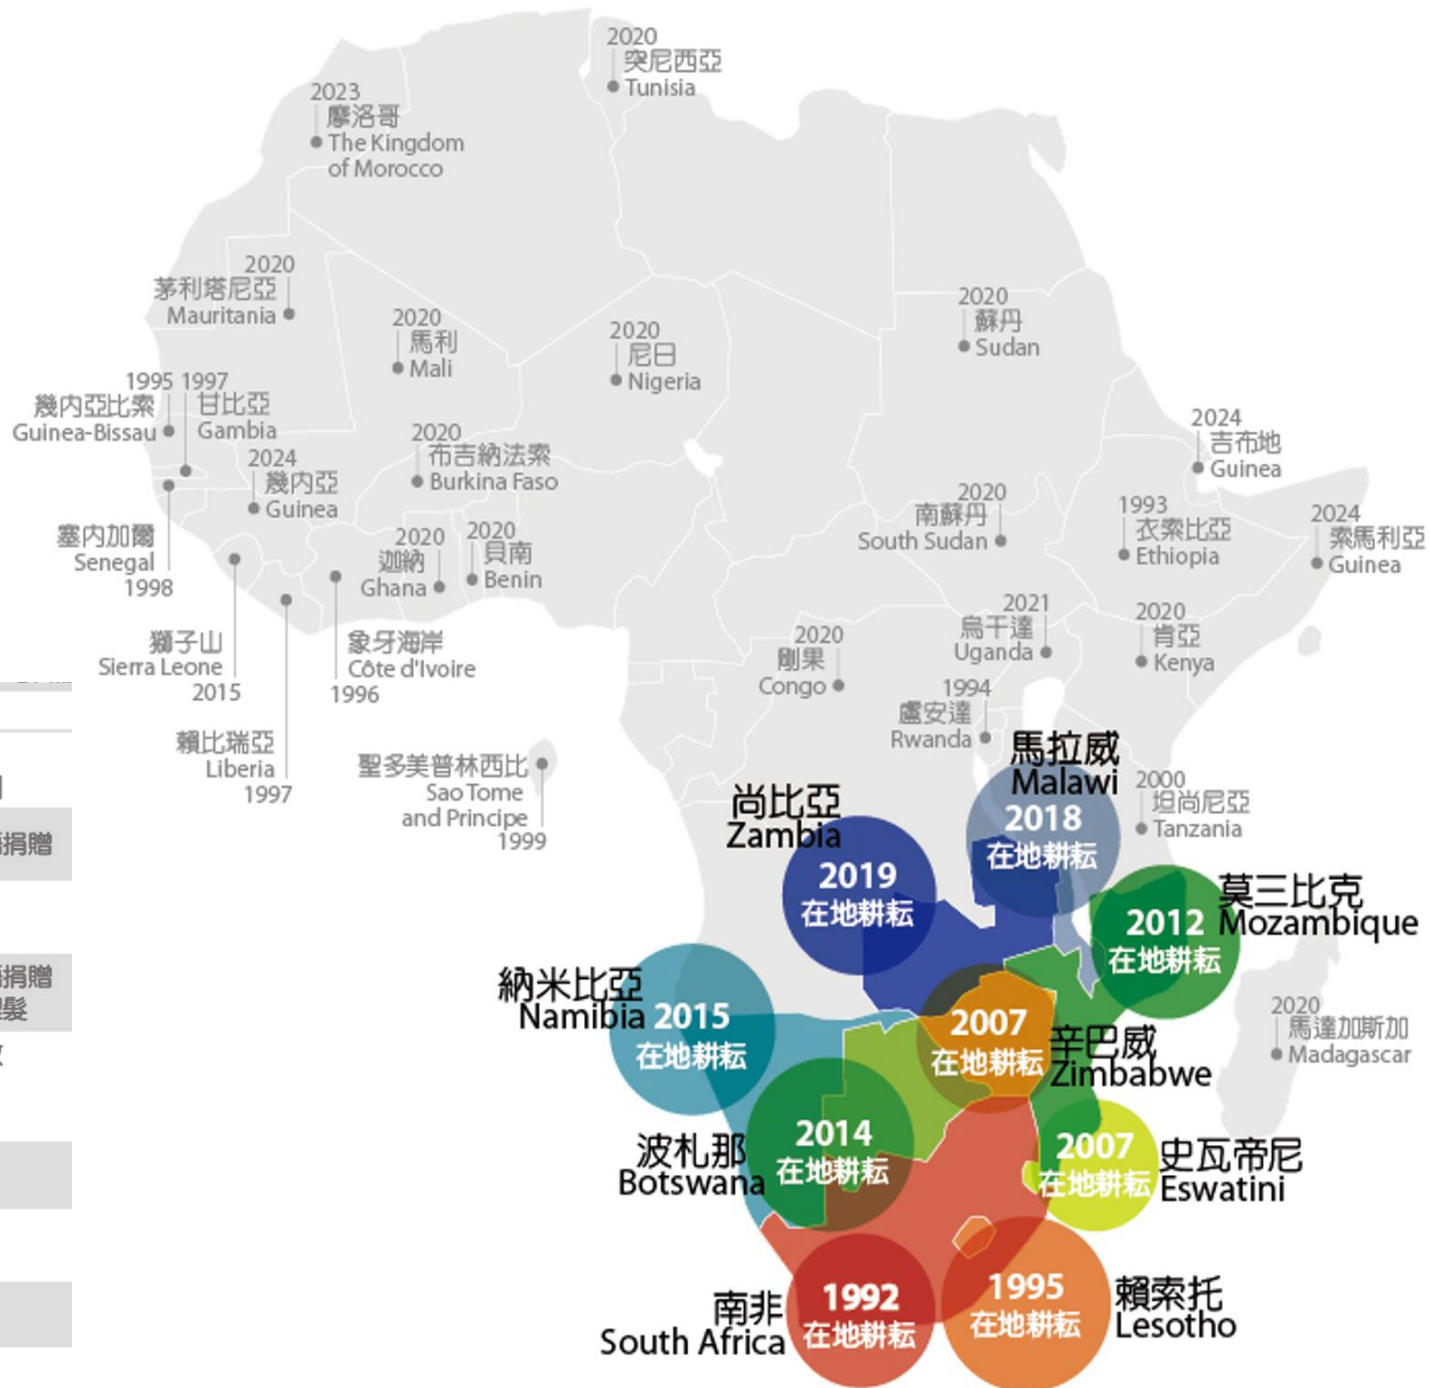 2020
突尼西亞
Tunisia
2023
摩洛哥
The Kingdom
of Morocco
2020
茅利塔尼亞
Mauritania
2020
馬利
Mali
2020
尼日
Nigeria
2020
蘇丹
Sudan
1995
幾內亞比索
Guinea-Bissau
1997
甘比亞
Gambia
2024
幾內亞
Guinea
2020
布吉納法索
Burkina Faso
2024
吉布地
Guinea
塞內加爾
Senegal
1998
2020
迦納
Ghana
2020
貝南
Benin
2020
南蘇丹
South Sudan
1993
衣索比亞
Ethiopia
2024
索馬利亞
Guinea
獅子山
Sierra Leone
2015
象牙海岸
Côte d'Ivoire
1996
2020
剛果
Congo
2021
烏干達
Uganda
2020
肯亞
Kenya
賴比瑞亞
Liberia
1997
聖多美普林西比
Sao Tome
and Principe
1999
1994
盧安達
Rwanda
馬拉威
Malawi
2018
在地耕耘
2000
坦尚尼亞
Tanzania
尚比亞
Zambia
2019
在地耕耘
莫三比克
Mozambique
2012
在地耕耘
納米比亞
Namibia
2015
在地耕耘
2007
在地耕耘
辛巴威
Zimbabwe
2020
馬達加斯加
Madagascar
波札那
Botswana
2014
在地耕耘
2007
在地耕耘
史瓦帝尼
Eswatini
南非
South Africa
1992
在地耕耘
1995
在地耕耘
賴索托
Lesotho
捐贈
捐贈
髮